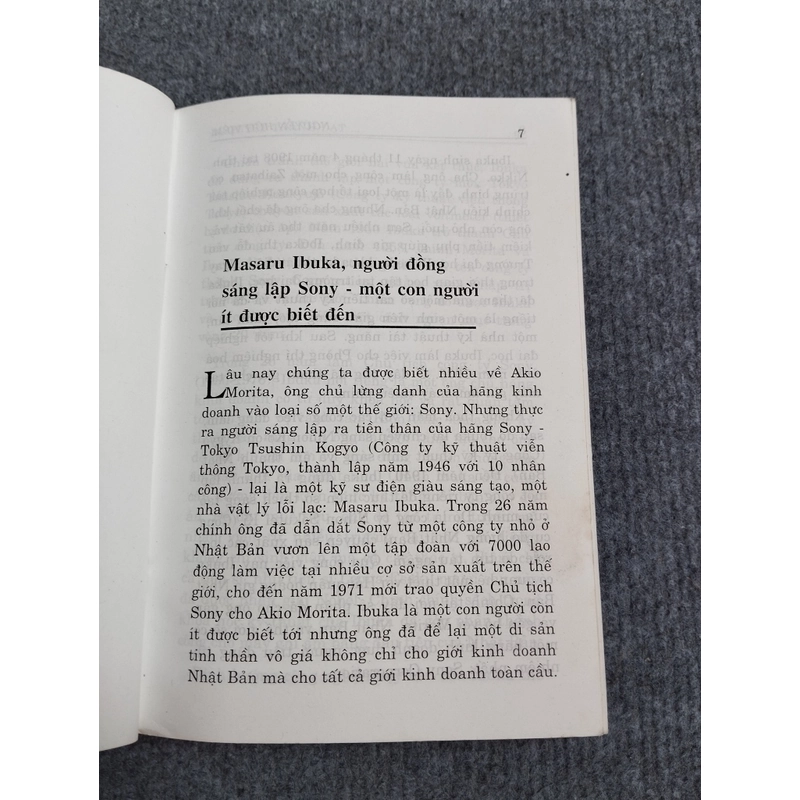 7
Masaru Ibuka, người đồng
sáng lập Sony - một con người
ít được biết đến
Lâu nay chúng ta được biết nhiều về Akio
Morita, ông chủ lừng danh của hãng kinh
doanh vào loại số một thế giới: Sony. Nhưng thực
ra người sáng lập ra tiền thân của hãng Sony -
Tokyo Tsushin Kogyo (Công ty kỹ thuật viễn
thông Tokyo, thành lập năm 1946 với 10 nhân
công) - lại là một kỹ sư điện giàu sáng tạo, một
nhà vật lý lỗi lạc: Masaru Ibuka. Trong 26 năm
chính ông đã dẫn dắt Sony từ một công ty nhỏ ở
Nhật Bản vươn lên một tập đoàn với 7000 lao
động làm việc tại nhiều cơ sở sản xuất trên thế
giới, cho đến năm 1971 mới trao quyền Chủ tịch
Sony cho Akio Morita. Ibuka là một con người còn
ít được biết tới nhưng ông đã để lại một di sản
tinh thần vô giá không chỉ cho giới kinh doanh
Nhật Bản mà cho tất cả giới kinh doanh toàn cầu.